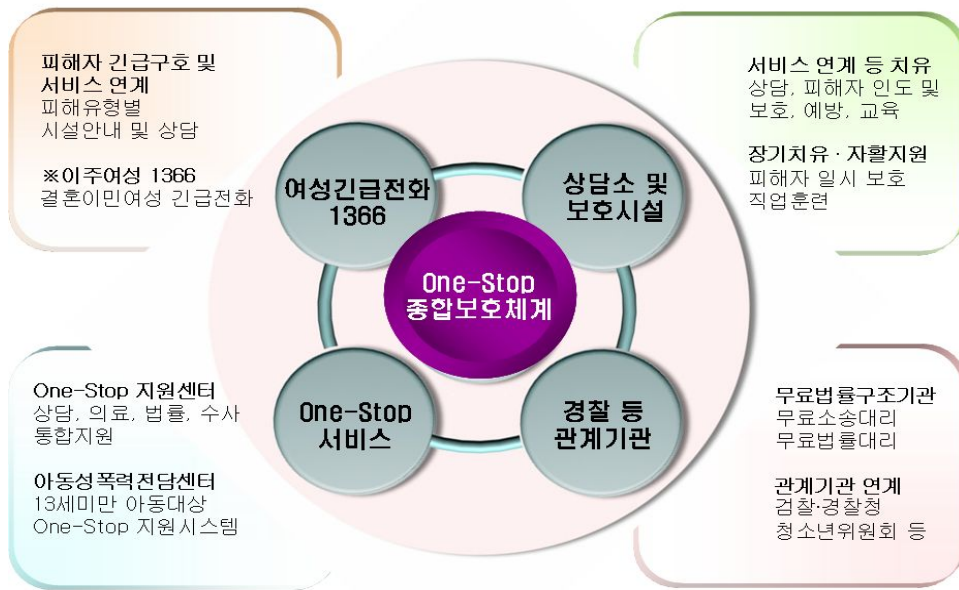 피해자 긴급구호 및
서비스 연계
피해유형별
시설안내 및 상담
※이주여성 1366
결혼이민여성 긴급전화
서비스 연계 등 치유
상담, 피해자 인도 및
보호, 예방, 교육
장기치유·자활지원
피해자 일시 보호
직업훈련
여성긴급전화
1366
상담소 및
보호시설
One-Stop
종합보호체계
One-Stop
서비스
경찰 등
관계기관
One-Stop 지원센터
상담, 의료, 법률, 수사
통합지원
아동성폭력전담센터
13세미만 아동대상
One-Stop 지원시스템
무료법률구조기관
무료소송대리
무료법률대리
관계기관 연계
검찰·경찰청
청소년위원회 등